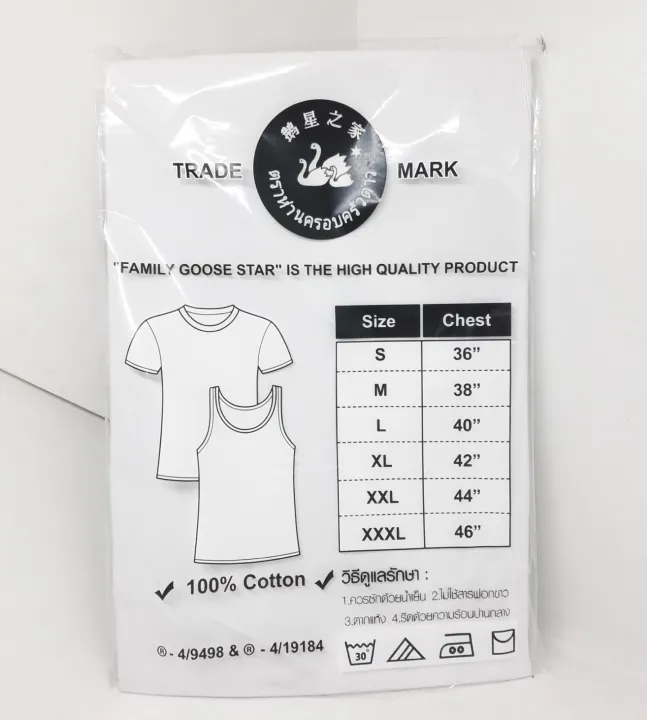 鵝星之家
TRADE MARK
ตราห่านครอบครัวดาว
"FAMILY GOOSE STAR" IS THE HIGH QUALITY PRODUCT
Size Chest
S 36”
M 38”
L 40”
XL 42”
XXL 44”
XXXL 46”
100% Cotton
วิธีดูแลรักษา :
1.ควรซักด้วยน้ำเย็น 2.ไม่ใช้สารฟอกขาว
3.ตากแห้ง 4.รีดด้วยความร้อนปานกลาง
®- 4/9498 & ® - 4/19184
30°